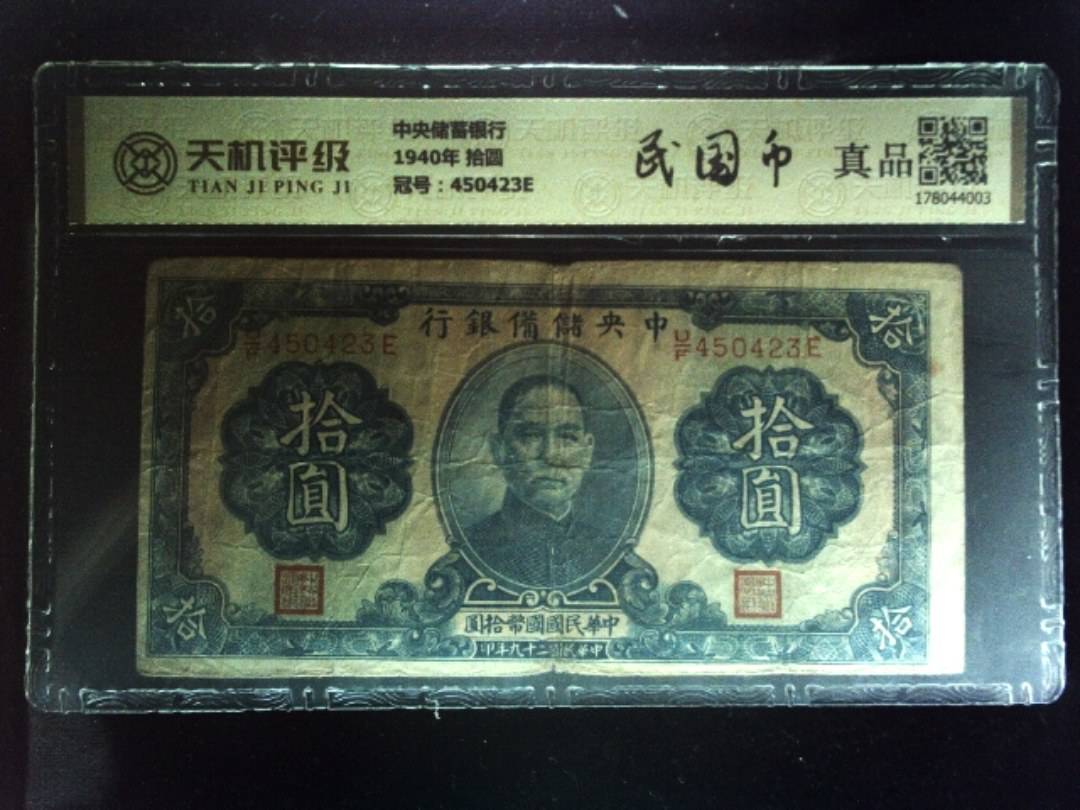 天机评级
TIAN JI PING JI
中央储蓄银行
1940年 拾圆
冠号：450423E
民国币
真品
178044003
拾
拾
行銀備儲央中
U/F 450423E
U/F 450423E
拾圓
拾圓
圓拾幣國國民華中
印年九十二國民華中
拾
拾